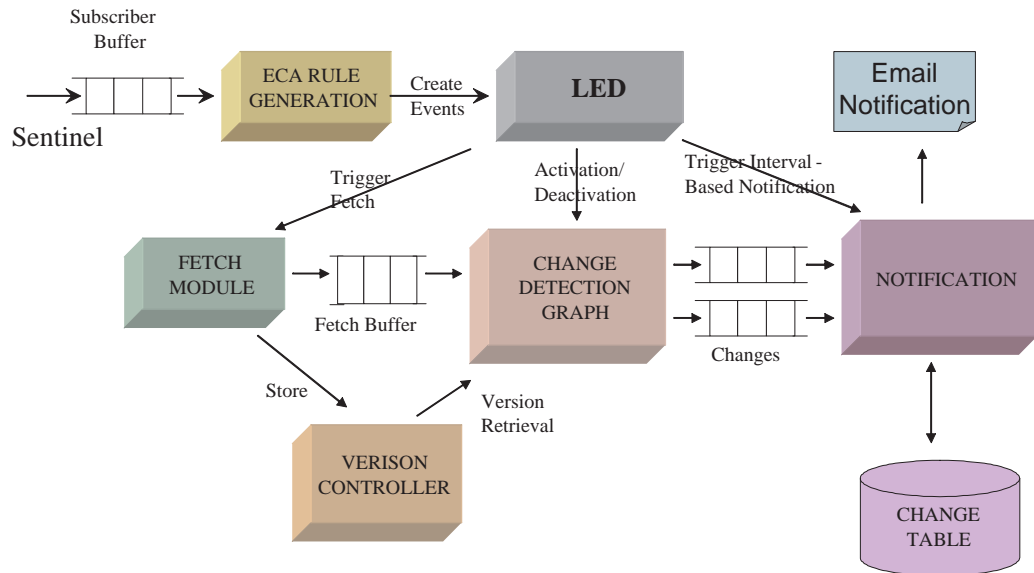 Subscriber
Buffer
Sentinel
ECA RULE
GENERATION
Create
Events
LED
Email
Notification
Trigger
Fetch
Activation/
Deactivation
Trigger Interval -
Based Notification
FETCH
MODULE
Fetch Buffer
CHANGE
DETECTION
GRAPH
Changes
NOTIFICATION
Store
Version
Retrieval
VERISON
CONTROLLER
CHANGE
TABLE